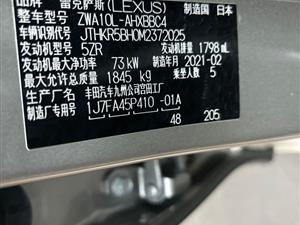 雷克萨斯(LEXUS) 制造国 日本
整车型号 ZWA10L-AHXBBC4
车辆识别代号 JTHKR5BH0M2372025
发动机型号 5ZR 发动机排量 1798 mL
发动机最大净功率 73 kW 制造年月 2021-02
最大允许总质量 1845 kg 乘坐人数 5
生产厂名 丰田汽车九州公司宫田工厂
制造厂专用号 1J7FA45P410 -01A
48 205